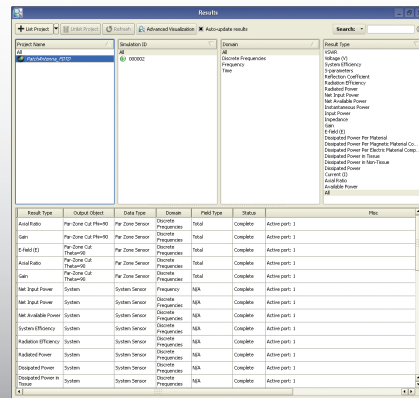 Results
List Project
Unlist Project
Refresh
Advanced Visualization
Auto-update results
Search:
Project Name
All
Simulation ID
All
000002
Domain
All
Discrete Frequencies
Frequency
Time
Result Type
VSWR
Voltage (V)
System Efficiency
S-parameters
Reflection Coefficient
Radiation Efficiency
Radiated Power
Net Input Power
Net Available Power
Instantaneous Power
Input Power
Impedance
Gain
E-field (E)
Dissipated Power Per Material
Dissipated Power Per Magnetic Material Co...
Dissipated Power Per Electric Material Comp...
Dissipated Power in Tissue
Dissipated Power in Non-Tissue
Dissipated Power
Current (I)
Axial Ratio
Available Power
All
Result Type Output Object Data Type Domain Field Type Status Misc
Axial Ratio Far-Zone Cut Phi=90 Far Zone Sensor Discrete Frequencies Total Complete Active port: 1
Gain Far-Zone Cut Phi=90 Far Zone Sensor Discrete Frequencies Total Complete Active port: 1
E-field (E) Far-Zone Cut Theta=90 Far Zone Sensor Discrete Frequencies Total Complete Active port: 1
Axial Ratio Far-Zone Cut Theta=90 Far Zone Sensor Discrete Frequencies Total Complete Active port: 1
Gain Far-Zone Cut Theta=90 Far Zone Sensor Discrete Frequencies Total Complete Active port: 1
Net Input Power System System Sensor Frequency N/A Complete Active port: 1
Net Input Power System System Sensor Discrete Frequencies N/A Complete Active port: 1
Net Available Power System System Sensor Discrete Frequencies N/A Complete Active port: 1
System Efficiency System System Sensor Discrete Frequencies N/A Complete Active port: 1
Radiation Efficiency System System Sensor Discrete Frequencies N/A Complete Active port: 1
Radiated Power System System Sensor Discrete Frequencies N/A Complete Active port: 1
Dissipated Power System System Sensor Discrete Frequencies N/A Complete Active port: 1
Dissipated Power in Tissue System System Sensor Discrete Frequencies N/A Complete Active port: 1